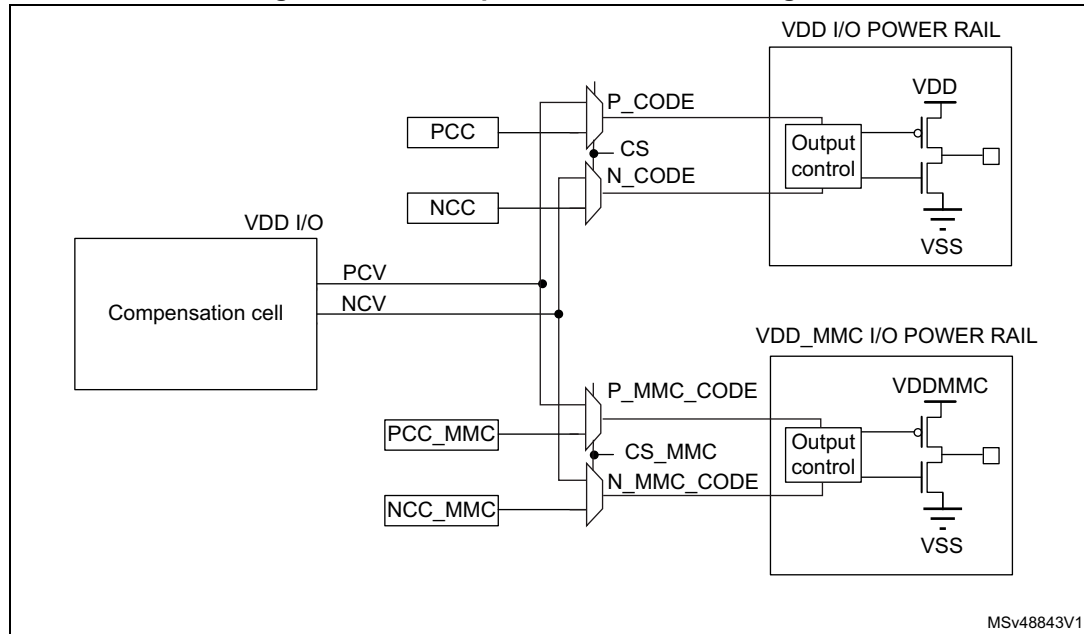 VDD I/O POWER RAIL
VDD
P_CODE
PCC
Output
control
CS
N_CODE
NCC
VSS
VDD I/O
PCV
NCV
Compensation cell
VDD_MMC I/O POWER RAIL
P_MMC_CODE
VDDMMC
PCC_MMC
Output
control
CS_MMC
N_MMC_CODE
NCC_MMC
VSS
MSv48843V1